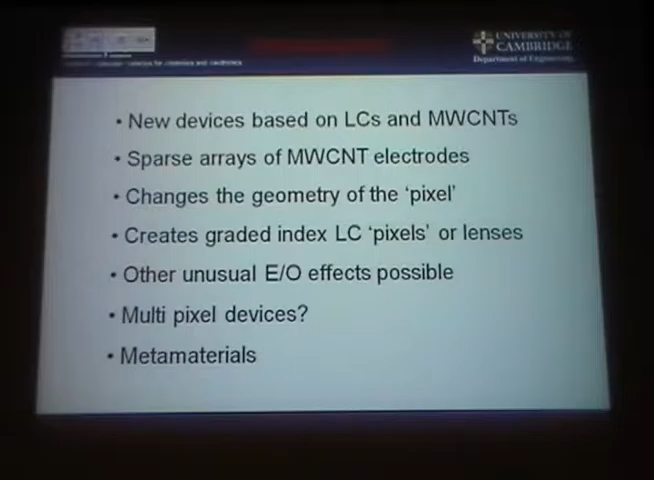 UNIVERSITY OF
CAMBRIDGE
Department of Engineering
• New devices based on LCs and MWCNTs
• Sparse arrays of MWCNT electrodes
• Changes the geometry of the 'pixel'
• Creates graded index LC 'pixels' or lenses
• Other unusual E/O effects possible
• Multi pixel devices?
• Metamaterials